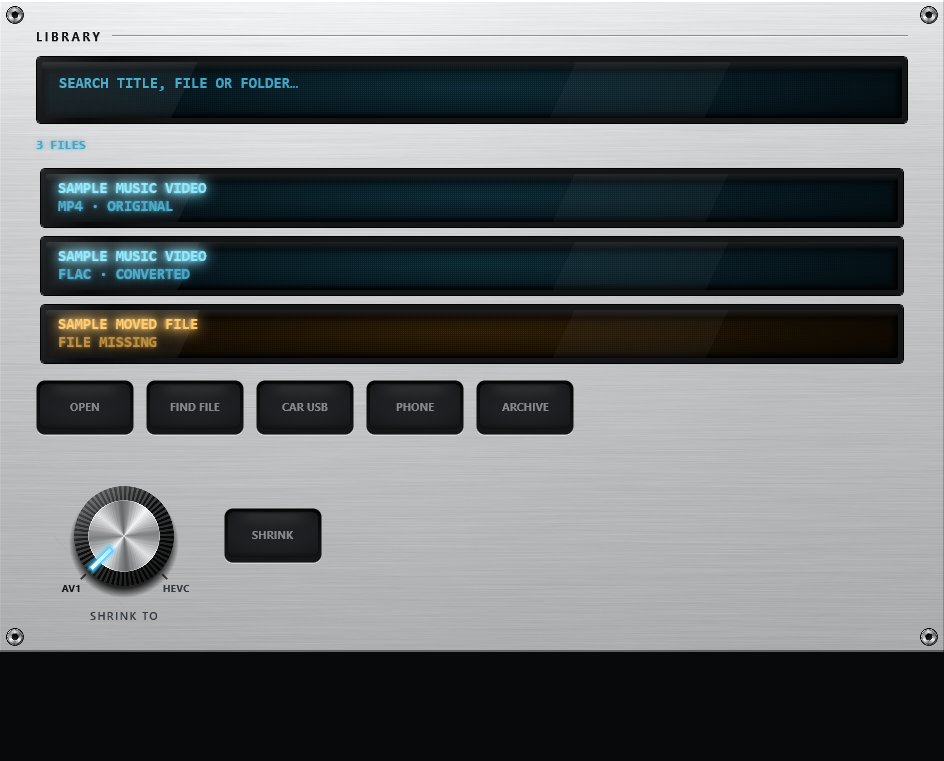 LIBRARY
SEARCH TITLE, FILE OR FOLDER…
3 FILES
SAMPLE MUSIC VIDEO
MP4 · ORIGINAL
SAMPLE MUSIC VIDEO
FLAC · CONVERTED
SAMPLE MOVED FILE
FILE MISSING
OPEN
FIND FILE
CAR USB
PHONE
ARCHIVE
SHRINK
AV1
HEVC
SHRINK TO